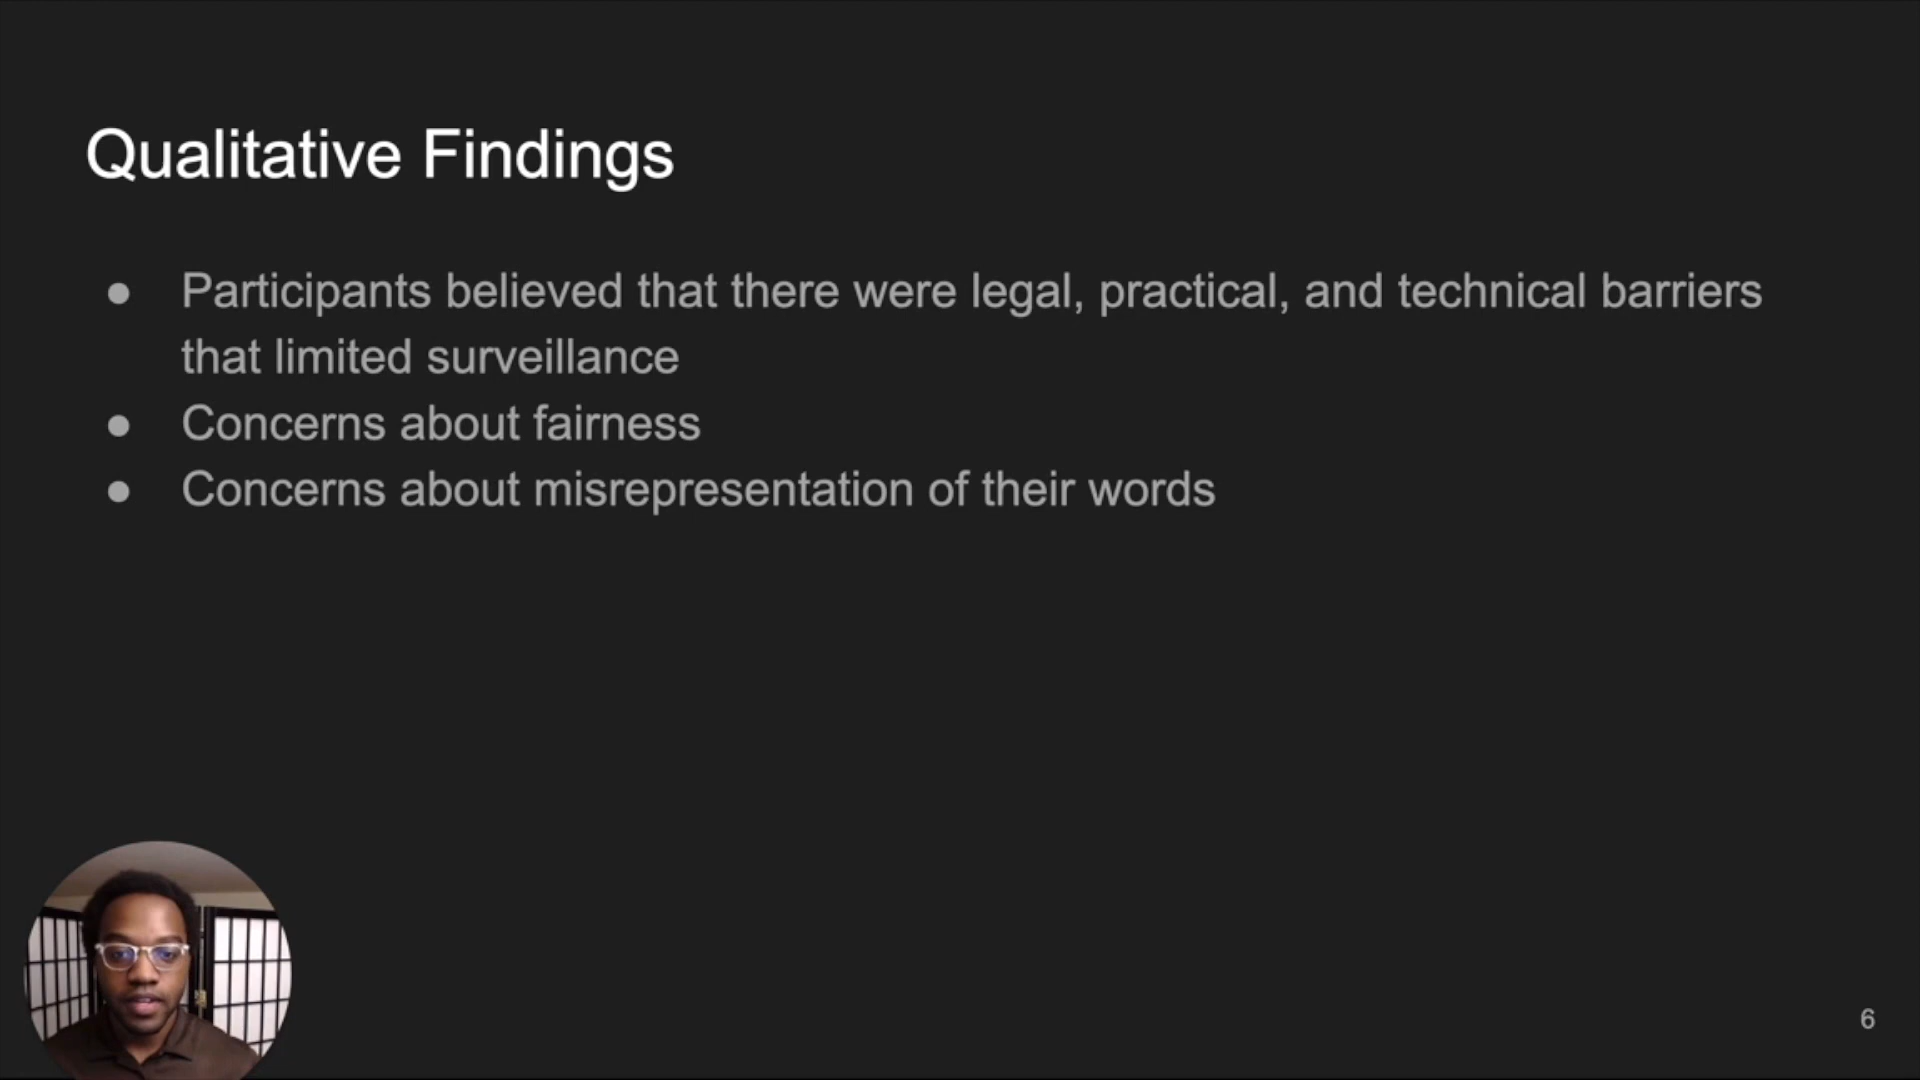 Qualitative Findings
● Participants believed that there were legal, practical, and technical barriers
that limited surveillance
● Concerns about fairness
● Concerns about misrepresentation of their words
6